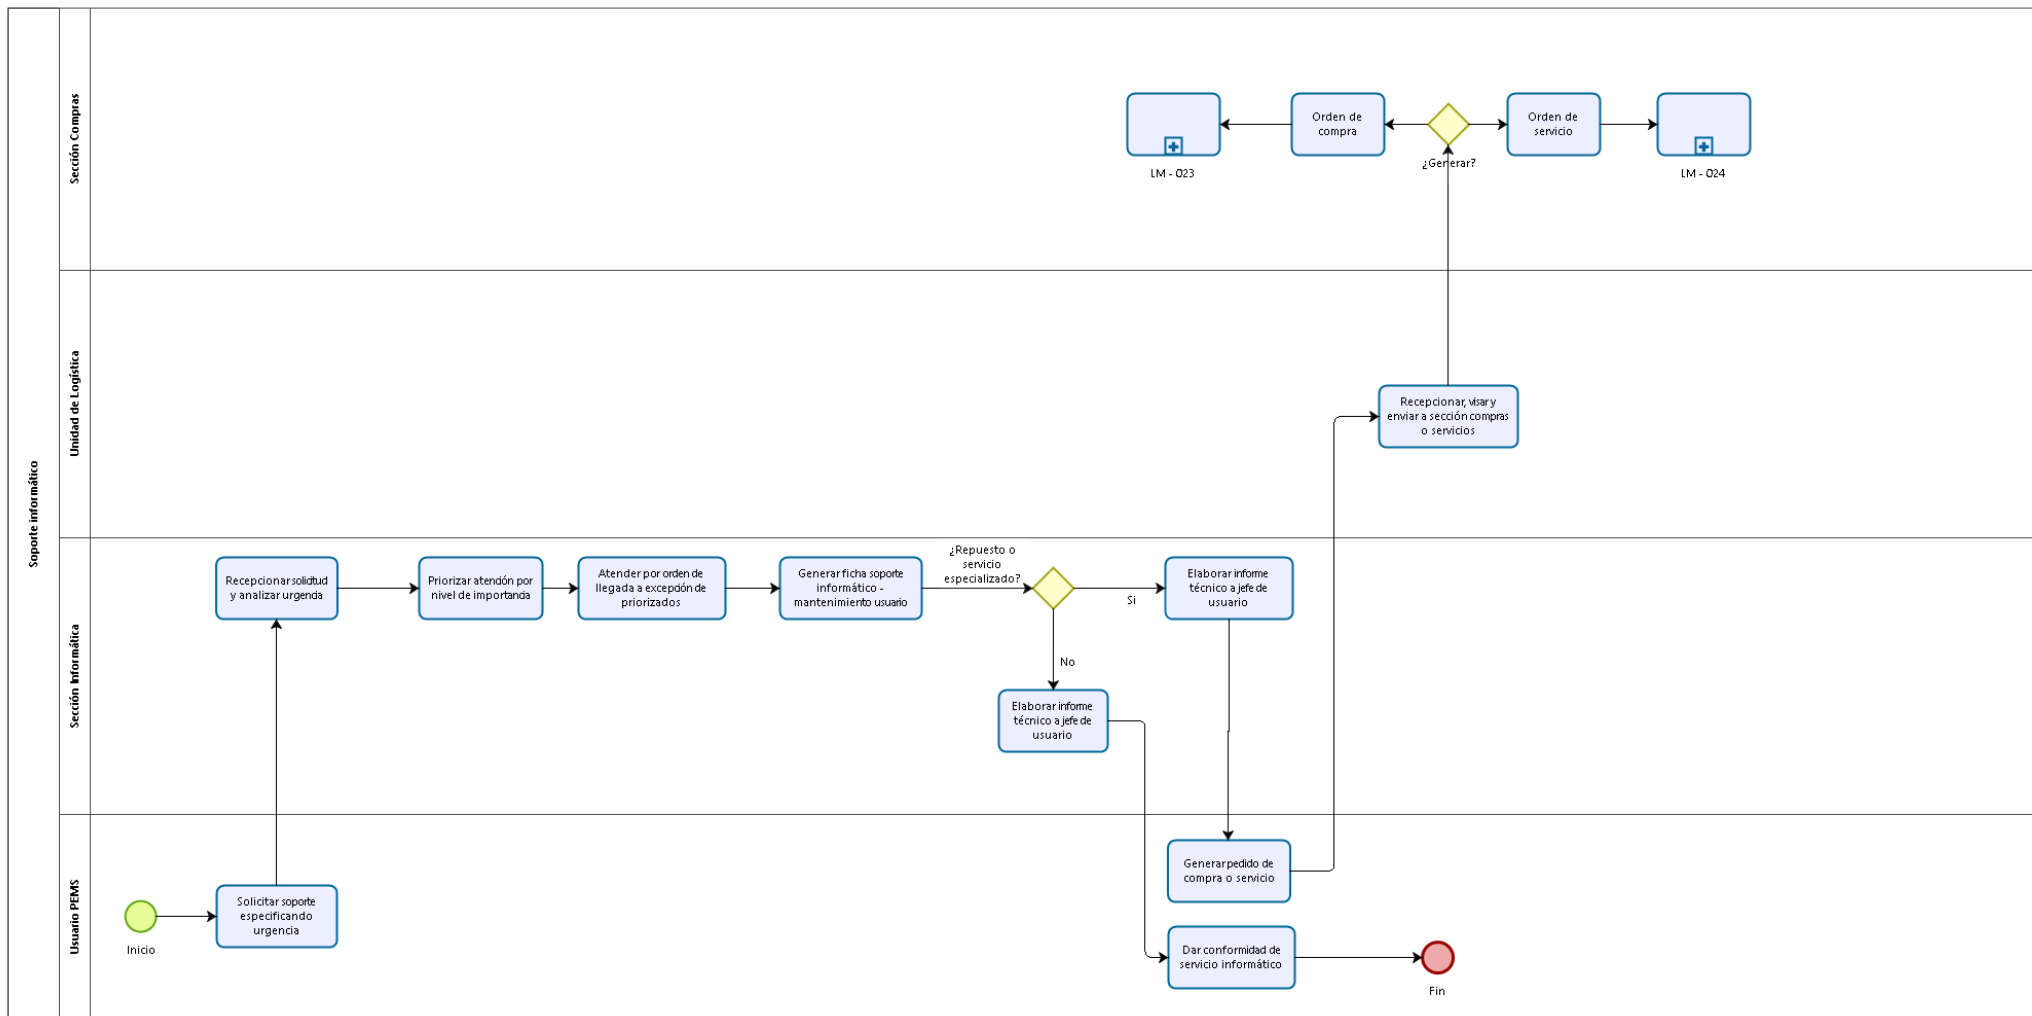 Soporte informático
Sección Compras
Orden de
compra
Orden de
servicio
¿Generar?
LM - 023
LM - 024
Unidad de Logística
Recepcionar, visar y
enviar a sección compras
o servicios
Sección Informática
Recepcionar solicitud
y analizar urgencia
Priorizar atención por
nivel de importancia
Atender por orden de
llegada a excepción de
priorizados
Generar ficha soporte
informático -
mantenimiento usuario
¿Repuesto o
servicio
especializado?
Si
Elaborar informe
técnico a jefe de
usuario
No
Elaborar informe
técnico a jefe de
usuario
Usuario PEMS
Inicio
Solicitar soporte
especificando
urgencia
Generar pedido de
compra o servicio
Dar conformidad de
servicio informático
Fin